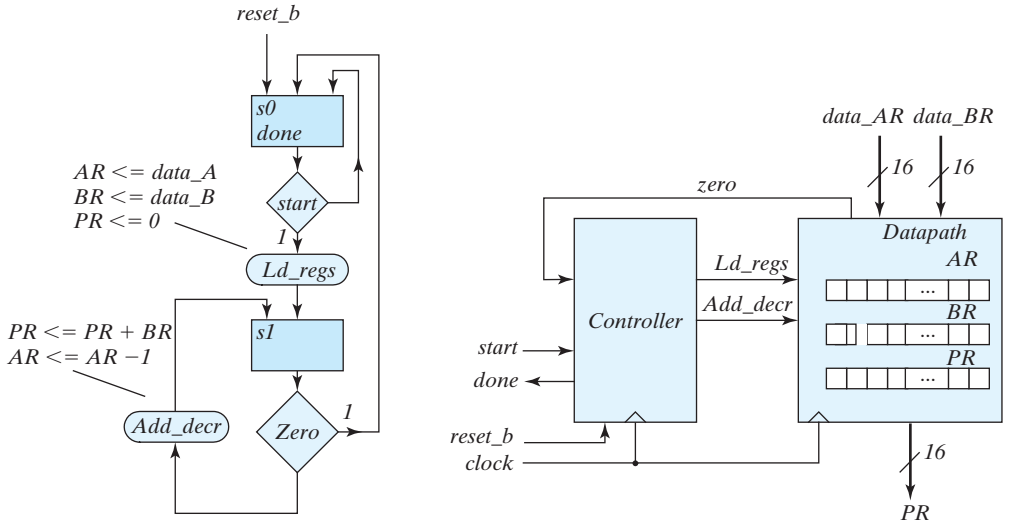 reset_b
s0
done
AR <= data_A
BR <= data_B
PR <= 0
start
1
Ld_regs
s1
PR <= PR + BR
AR <= AR −1
Add_decr
Zero
1
data_AR data_BR
16
16
zero
Datapath
AR
...
BR
...
PR
...
Ld_regs
Add_decr
Controller
start
done
reset_b
clock
16
PR